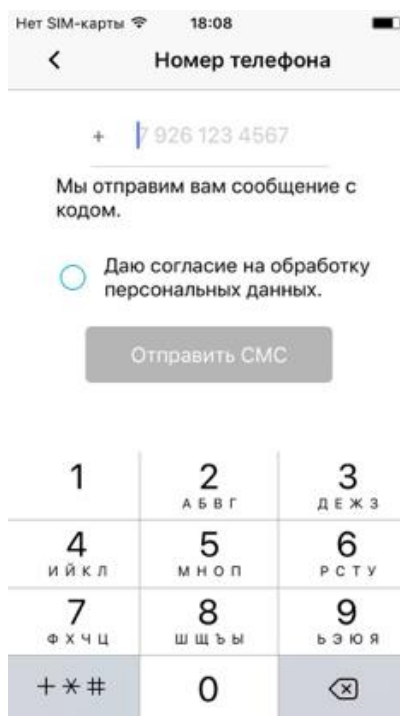 Нет SIM-карты 18:08
< Номер телефона
+ 7 926 123 4567
Мы отправим вам сообщение с
кодом.
Даю согласие на обработку
персональных данных.
Отправить СМС
1 2 3
А Б В Г Д Е Ж З
4 5 6
И Й К Л М Н О П Р С Т У
7 8 9
Ф Х Ч Ц Ш Щ Ъ Ы Ь Э Ю Я
+ * # 0